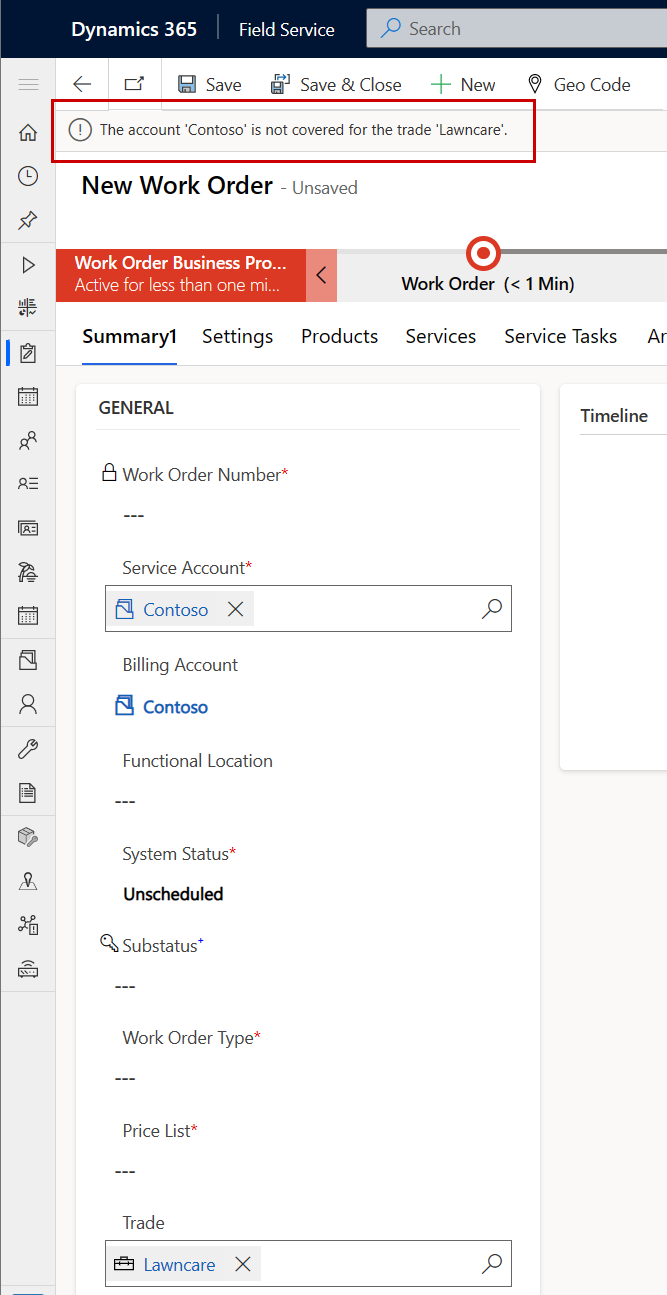 Dynamics 365 Field Service Search
Save Save & Close New Geo Code
The account 'Contoso' is not covered for the trade 'Lawncare'.
New Work Order - Unsaved
Work Order Business Pro...
Active for less than one mi...
Work Order (< 1 Min)
Summary1 Settings Products Services Service Tasks Ar
GENERAL
Timeline
Work Order Number*
---
Service Account*
Contoso
Billing Account
Contoso
Functional Location
---
System Status*
Unscheduled
Substatus+
---
Work Order Type*
---
Price List*
---
Trade
Lawncare